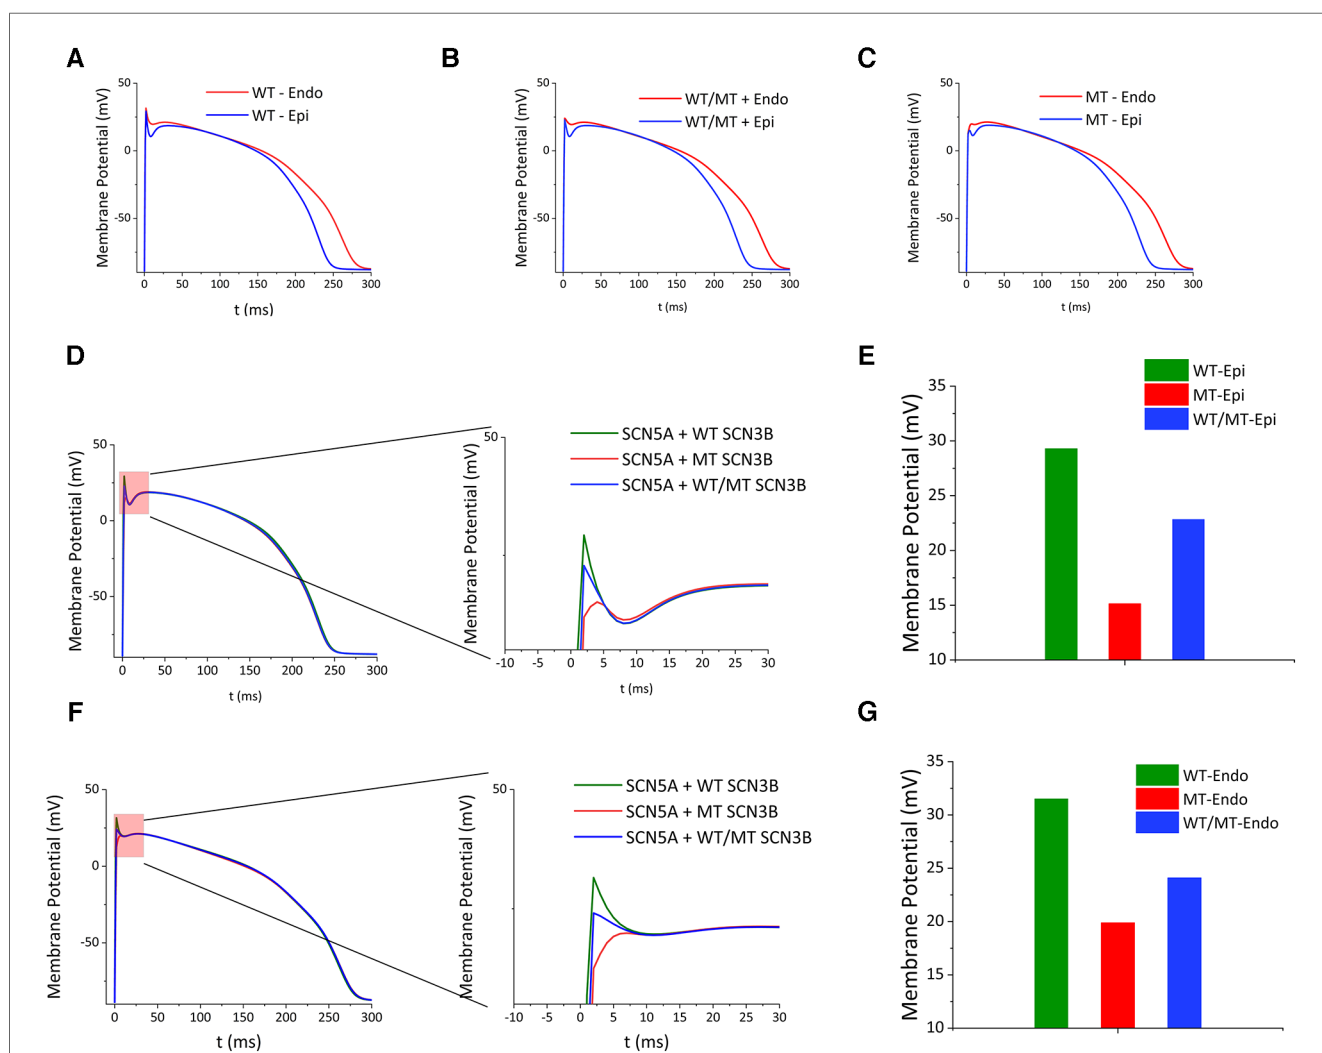 A
B
C
WT - Endo
WT - Epi
WT/MT + Endo
WT/MT + Epi
MT - Endo
MT - Epi
Membrane Potential (mV)
50
0
-50
0 50 100 150 200 250 300
t (ms)
Membrane Potential (mV)
50
0
-50
0 50 100 150 200 250 300
t (ms)
Membrane Potential (mV)
50
0
-50
0 50 100 150 200 250 300
t (ms)
D
Membrane Potential (mV)
50
0
-50
0 50 100 150 200 250 300
t (ms)
SCN5A + WT SCN3B
SCN5A + MT SCN3B
SCN5A + WT/MT SCN3B
Membrane Potential (mV)
50
-10 -5 0 5 10 15 20 25 30
t (ms)
E
WT-Epi
MT-Epi
WT/MT-Epi
Membrane Potential (mV)
35
30
25
20
15
10
F
Membrane Potential (mV)
50
0
-50
0 50 100 150 200 250 300
t (ms)
SCN5A + WT SCN3B
SCN5A + MT SCN3B
SCN5A + WT/MT SCN3B
Membrane Potential (mV)
50
-10 -5 0 5 10 15 20 25 30
t (ms)
G
WT-Endo
MT-Endo
WT/MT-Endo
Membrane Potential (mV)
35
30
25
20
15
10